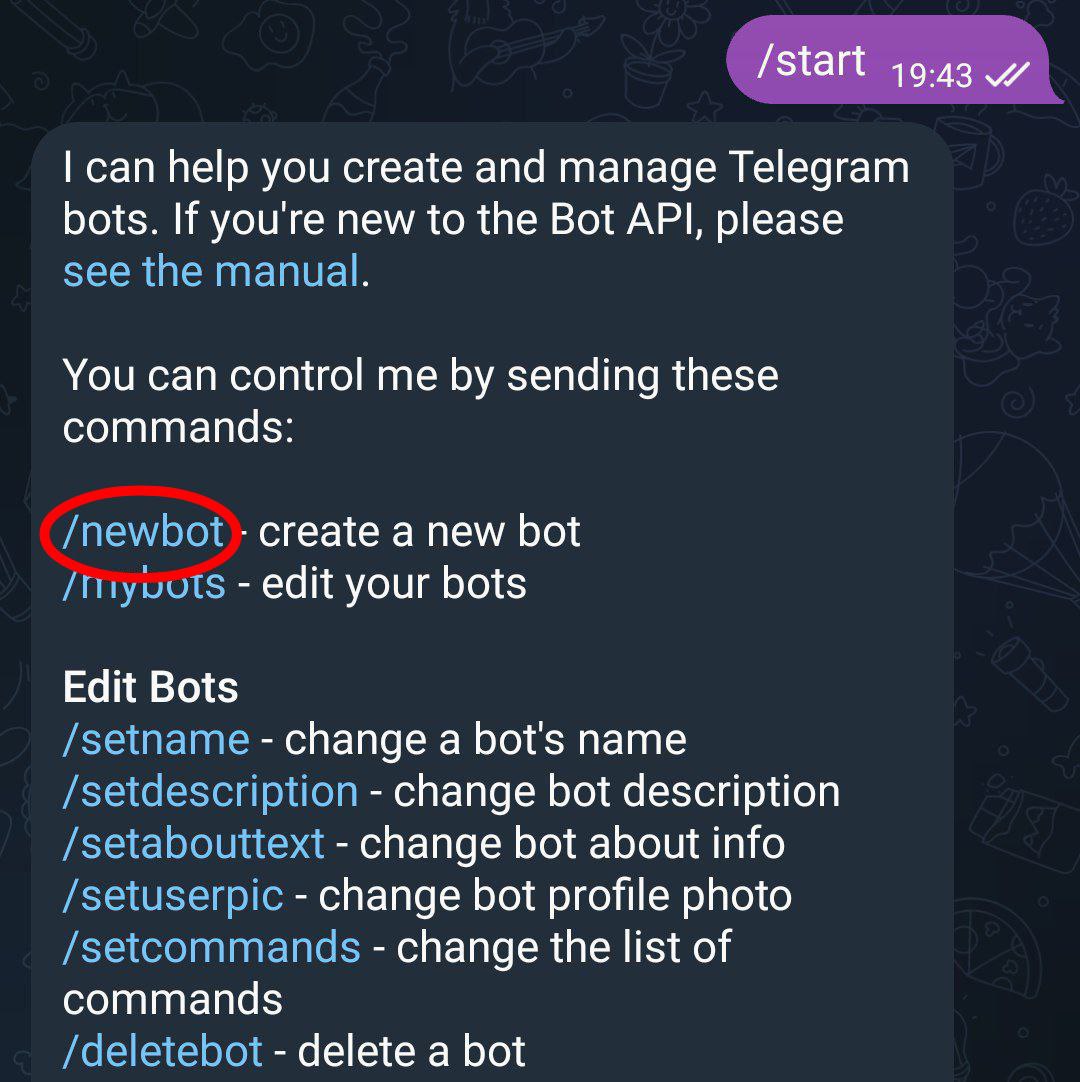 /start 19:43
I can help you create and manage Telegram
bots. If you're new to the Bot API, please
see the manual.
You can control me by sending these
commands:
/newbot - create a new bot
/mybots - edit your bots
Edit Bots
/setname - change a bot's name
/setdescription - change bot description
/setabouttext - change bot about info
/setuserpic - change bot profile photo
/setcommands - change the list of
commands
/deletebot - delete a bot